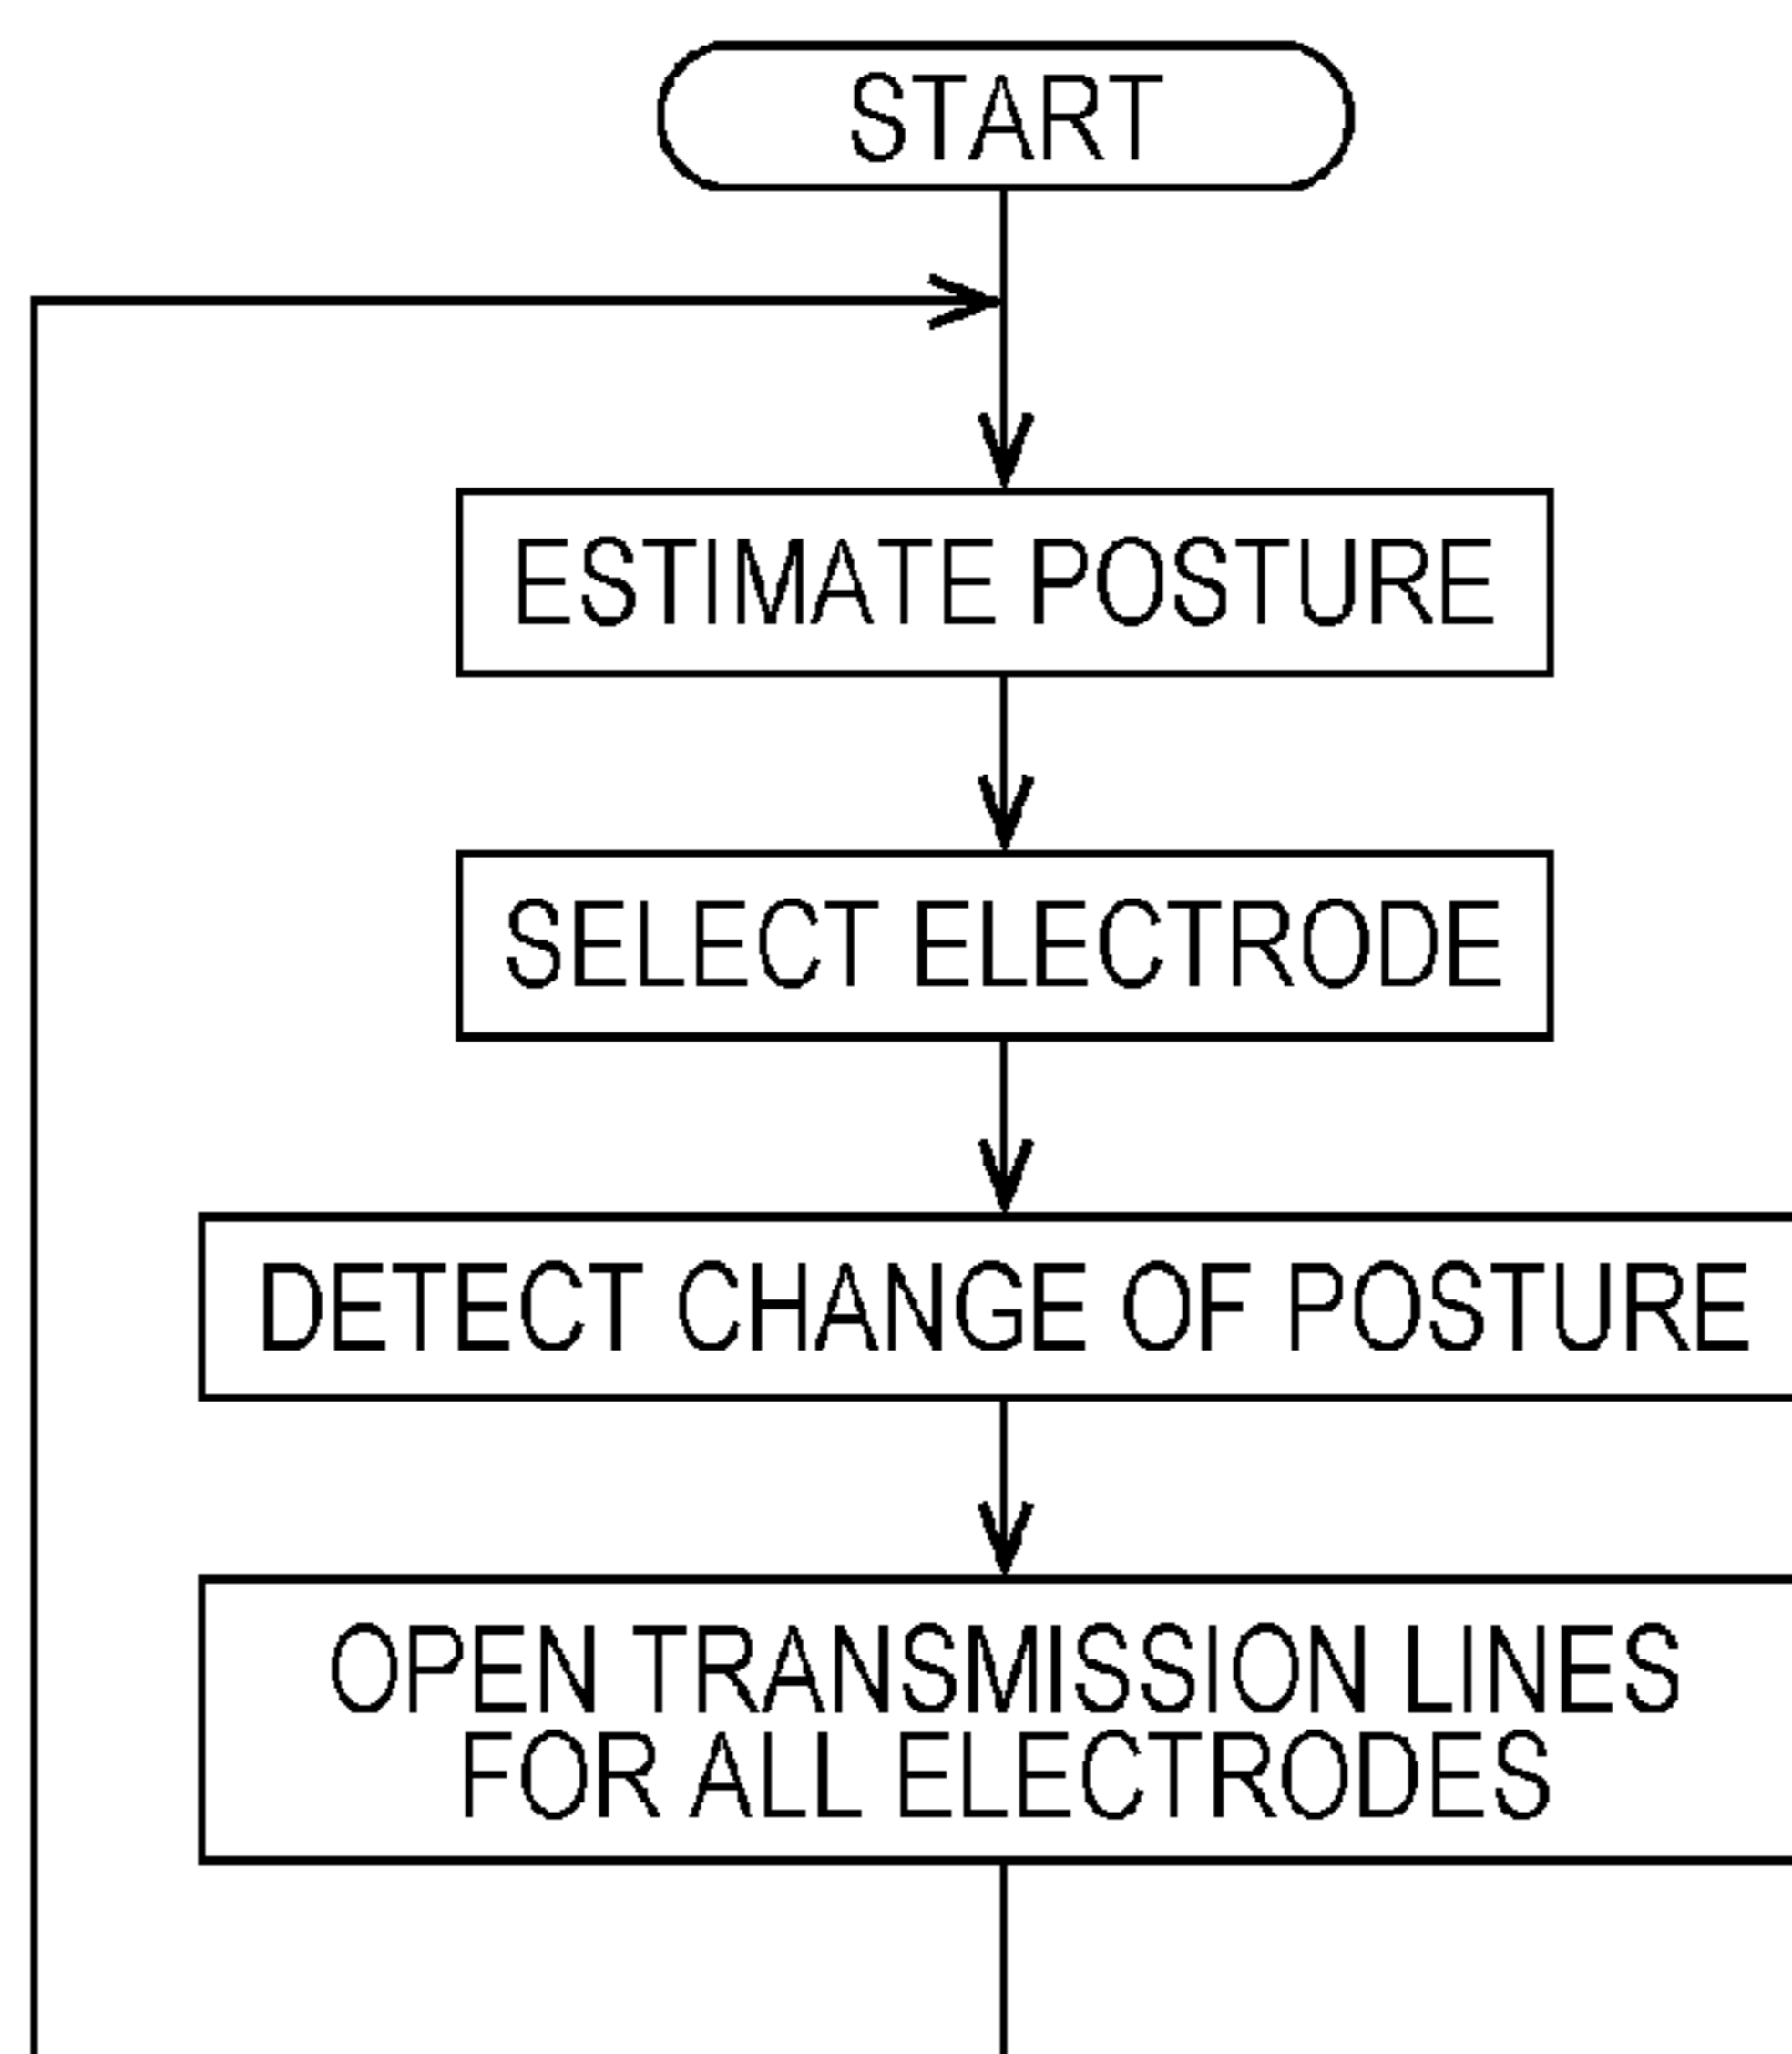 START
ESTIMATE POSTURE
SELECT ELECTRODE
DETECT CHANGE OF POSTURE
OPEN TRANSMISSION LINES
FOR ALL ELECTRODES